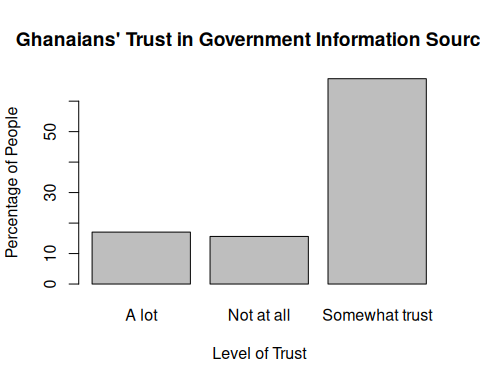 Ghanaians' Trust in Government Information Sourc
Percentage of People
50
30
10
0
A lot
Not at all
Somewhat trust
Level of Trust